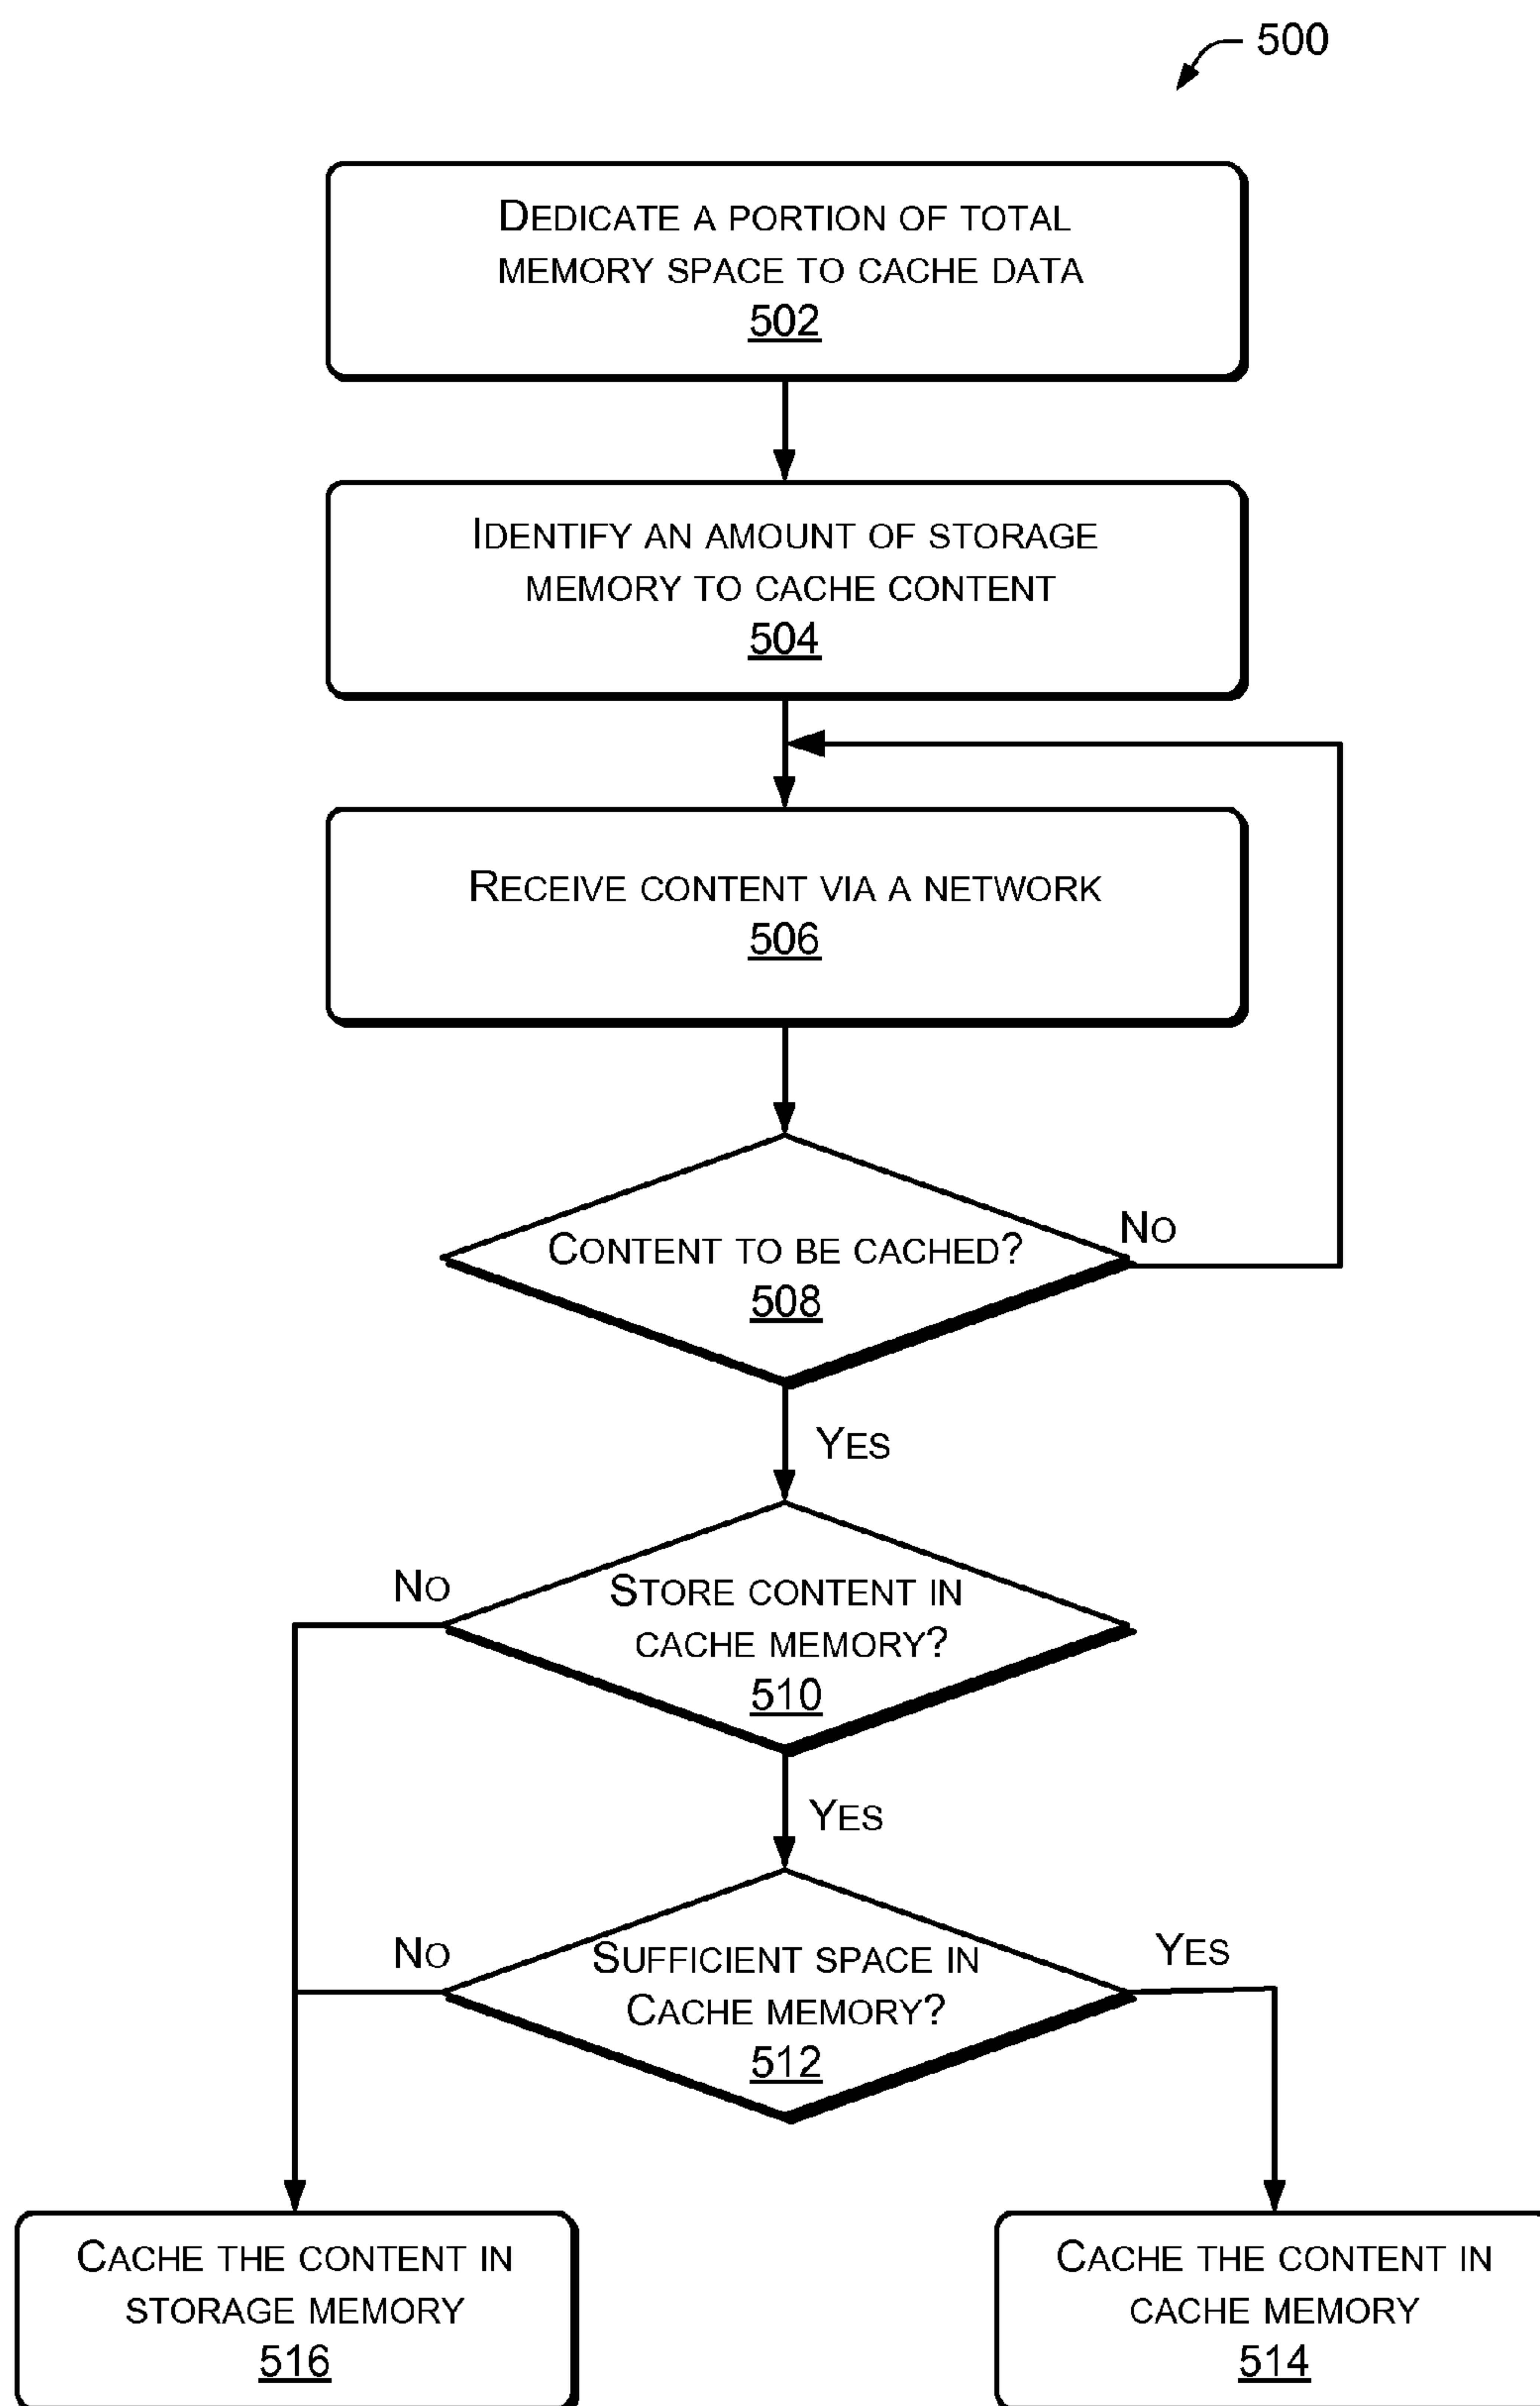 500
DEDICATE A PORTION OF TOTAL
MEMORY SPACE TO CACHE DATA
502
IDENTIFY AN AMOUNT OF STORAGE
MEMORY TO CACHE CONTENT
504
RECEIVE CONTENT VIA A NETWORK
506
NO
CONTENT TO BE CACHED?
508
YES
NO
STORE CONTENT IN
CACHE MEMORY?
510
YES
NO
SUFFICIENT SPACE IN
CACHE MEMORY?
512
YES
CACHE THE CONTENT IN
STORAGE MEMORY
516
CACHE THE CONTENT IN
CACHE MEMORY
514